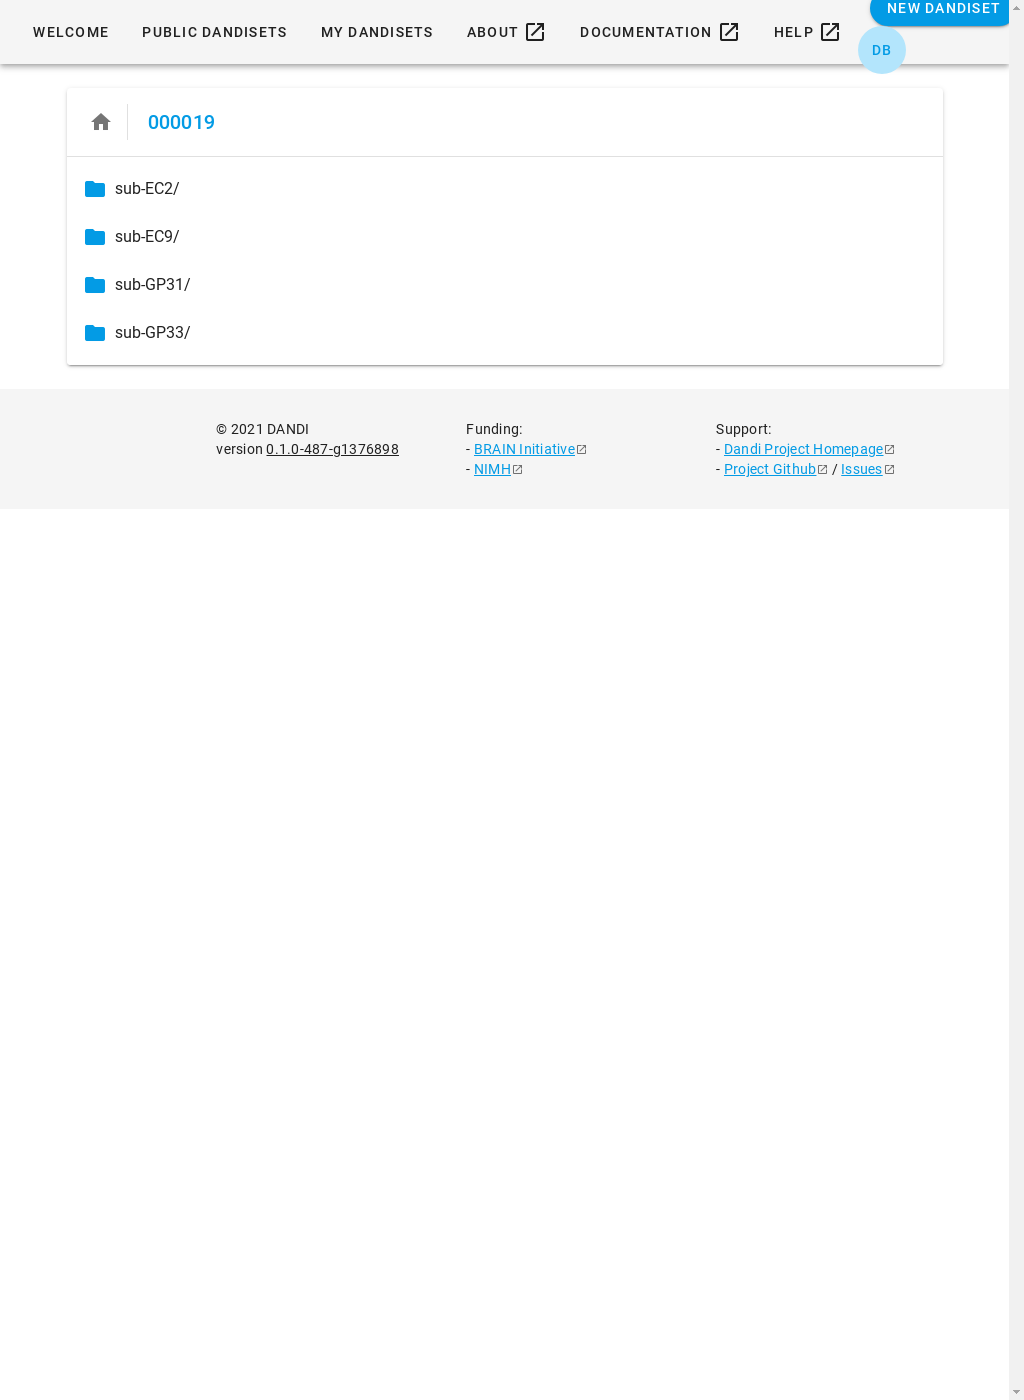 WELCOME
PUBLIC DANDISETS
MY DANDISETS
ABOUT
DOCUMENTATION
HELP
NEW DANDISET
DB
000019
sub-EC2/
sub-EC9/
sub-GP31/
sub-GP33/
© 2021 DANDI
version 0.1.0-487-g1376898
Funding:
- BRAIN Initiative
- NIMH
Support:
- Dandi Project Homepage
- Project Github / Issues